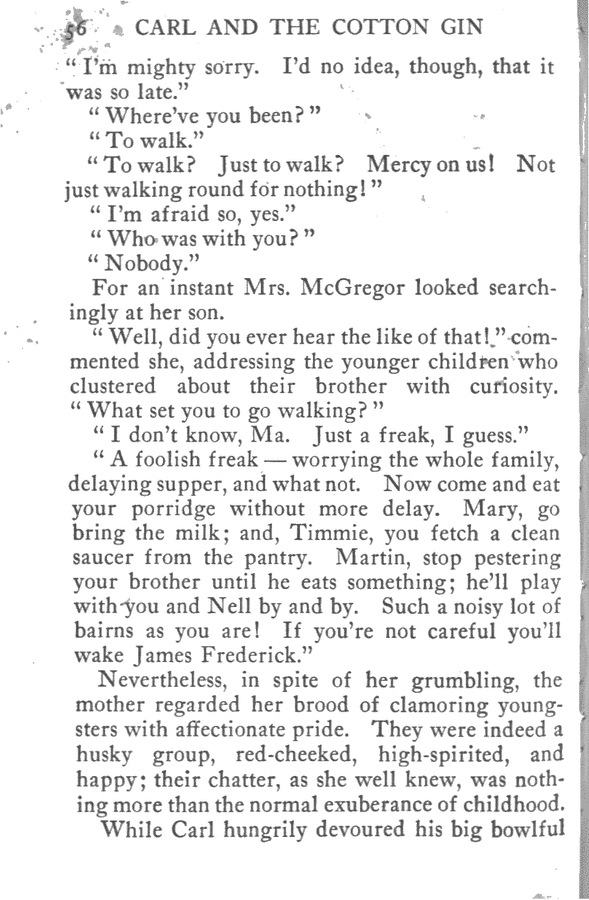 56 CARL AND THE COTTON GIN
“ I’m mighty sorry. I’d no idea, though, that it
was so late.”
“ Where’ve you been? ”
“ To walk.”
“ To walk? Just to walk? Mercy on us! Not
just walking round for nothing! ”
“ I’m afraid so, yes.”
“ Who was with you? ”
“ Nobody.”
For an instant Mrs. McGregor looked search-
ingly at her son.
“ Well, did you ever hear the like of that! ” com-
mented she, addressing the younger children who
clustered about their brother with curiosity.
“ What set you to go walking? ”
“ I don’t know, Ma. Just a freak, I guess.”
“ A foolish freak — worrying the whole family,
delaying supper, and what not. Now come and eat
your porridge without more delay. Mary, go
bring the milk; and, Timmie, you fetch a clean
saucer from the pantry. Martin, stop pestering
your brother until he eats something; he’ll play
with you and Nell by and by. Such a noisy lot of
bairns as you are! If you’re not careful you’ll
wake James Frederick.”
Nevertheless, in spite of her grumbling, the
mother regarded her brood of clamoring young-
sters with affectionate pride. They were indeed a
husky group, red-cheeked, high-spirited, and
happy; their chatter, as she well knew, was noth-
ing more than the normal exuberance of childhood.
While Carl hungrily devoured his big bowlful